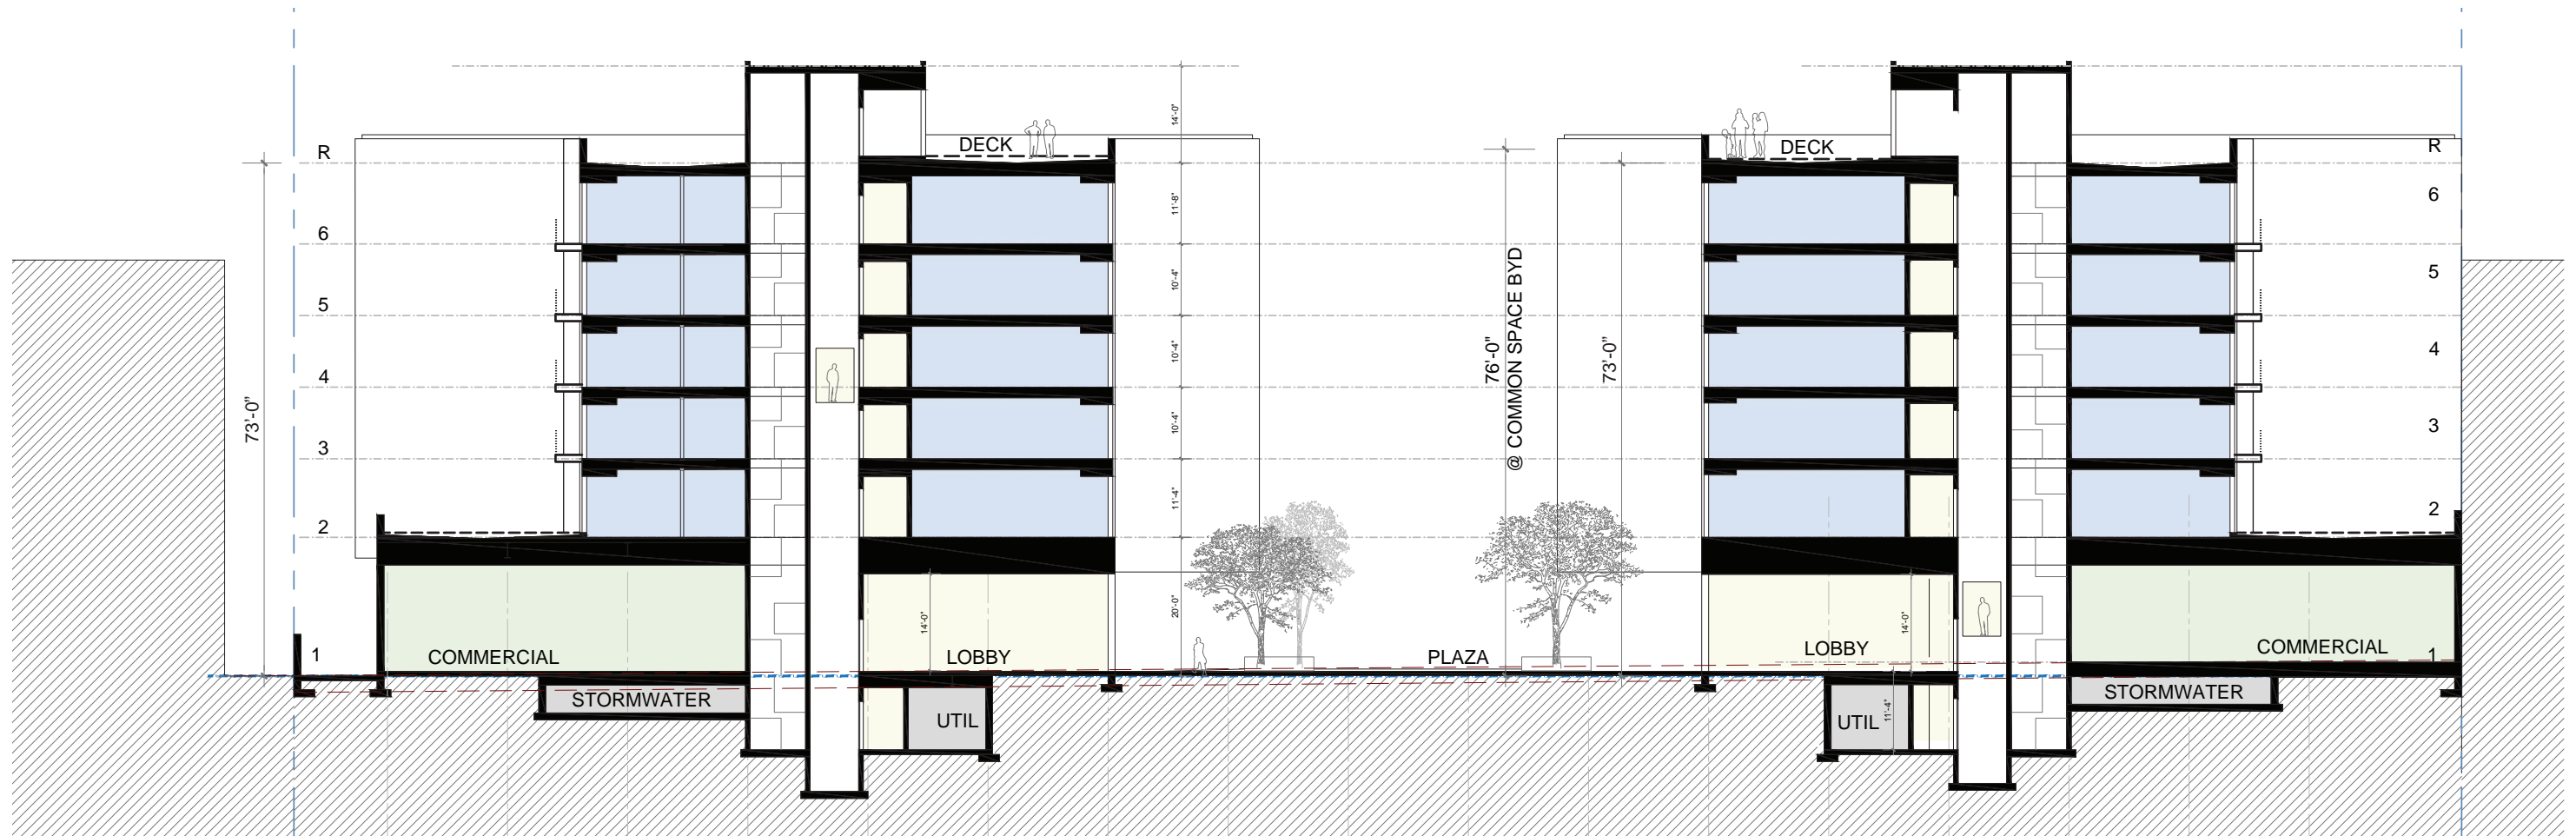 R
6
5
4
3
2
1
73'-0"
DECK
COMMERCIAL
STORMWATER
LOBBY
UTIL
14'-0"
14'-0"
11'-8"
10'-4"
10'-4"
10'-4"
11'-4"
20'-0"
PLAZA
76'-0"
@ COMMON SPACE BYD
73'-0"
DECK
LOBBY
14'-0"
UTIL
11'-4"
COMMERCIAL
STORMWATER
R
6
5
4
3
2
1